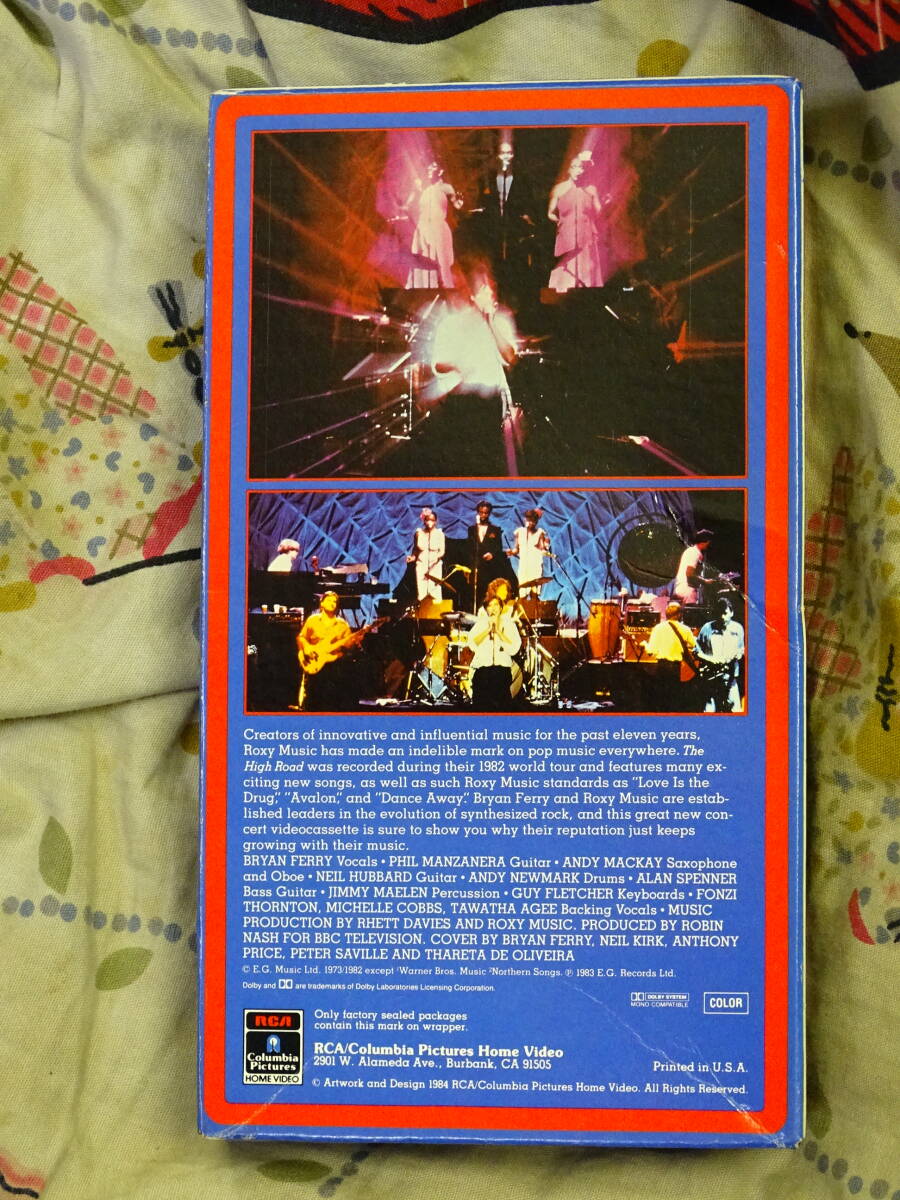 Creators of innovative and influential music for the past eleven years,
Roxy Music has made an indelible mark on pop music everywhere. The
High Road was recorded during their 1982 world tour and features many ex-
citing new songs, as well as such Roxy Music standards as "Love Is the
Drug," "Avalon," and "Dance Away." Bryan Ferry and Roxy Music are estab-
lished leaders in the evolution of synthesized rock, and this great new con-
cert videocassette is sure to show you why their reputation just keeps
growing with their music.
BRYAN FERRY Vocals • PHIL MANZANERA Guitar • ANDY MACKAY Saxophone
and Oboe • NEIL HUBBARD Guitar • ANDY NEWMARK Drums • ALAN SPENNER
Bass Guitar • JIMMY MAELEN Percussion • GUY FLETCHER Keyboards • FONZI
THORNTON, MICHELLE COBBS, TAWATHA AGEE Backing Vocals • MUSIC
PRODUCTION BY RHETT DAVIES AND ROXY MUSIC. PRODUCED BY ROBIN
NASH FOR BBC TELEVISION. COVER BY BRYAN FERRY, NEIL KIRK, ANTHONY
PRICE, PETER SAVILLE AND THARETA DE OLIVEIRA
© E.G. Music Ltd. 1973/1982 except ¹Warner Bros. Music ²Northern Songs. ℗ 1983 E.G. Records Ltd.
Dolby and are trademarks of Dolby Laboratories Licensing Corporation.
DOLBY SYSTEM
MONO COMPATIBLE
COLOR
RCA
Columbia
Pictures
HOME VIDEO
Only factory sealed packages
contain this mark on wrapper.
RCA/Columbia Pictures Home Video
2901 W. Alameda Ave., Burbank, CA 91505
Printed in U.S.A.
© Artwork and Design 1984 RCA/Columbia Pictures Home Video. All Rights Reserved.